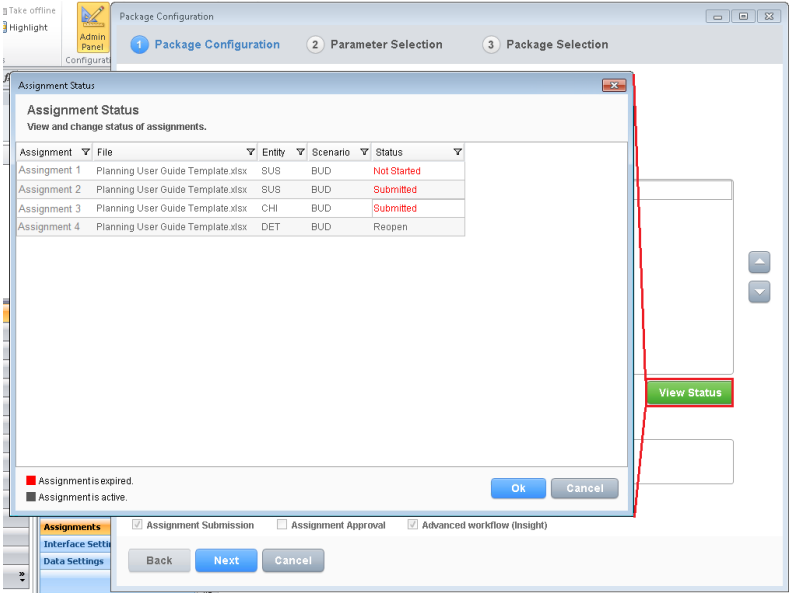 Take offline
Highlight
Admin
Panel
Configurati
Package Configuration
1 Package Configuration
2 Parameter Selection
3 Package Selection
Assignment Status
Assignment Status
View and change status of assignments.
Assignment File Entity Scenario Status
Assingment 1 Planning User Guide Template.xlsx SUS BUD Not Started
Assignment 2 Planning User Guide Template.xlsx SUS BUD Submitted
Assignment 3 Planning User Guide Template.xlsx CHI BUD Submitted
Assignment 4 Planning User Guide Template.xlsx DET BUD Reopen
View Status
Assignment is expired.
Assignment is active.
Ok Cancel
Assignments
Interface Setti
Data Settings
Assignment Submission Assignment Approval Advanced workflow (Insight)
Back Next Cancel